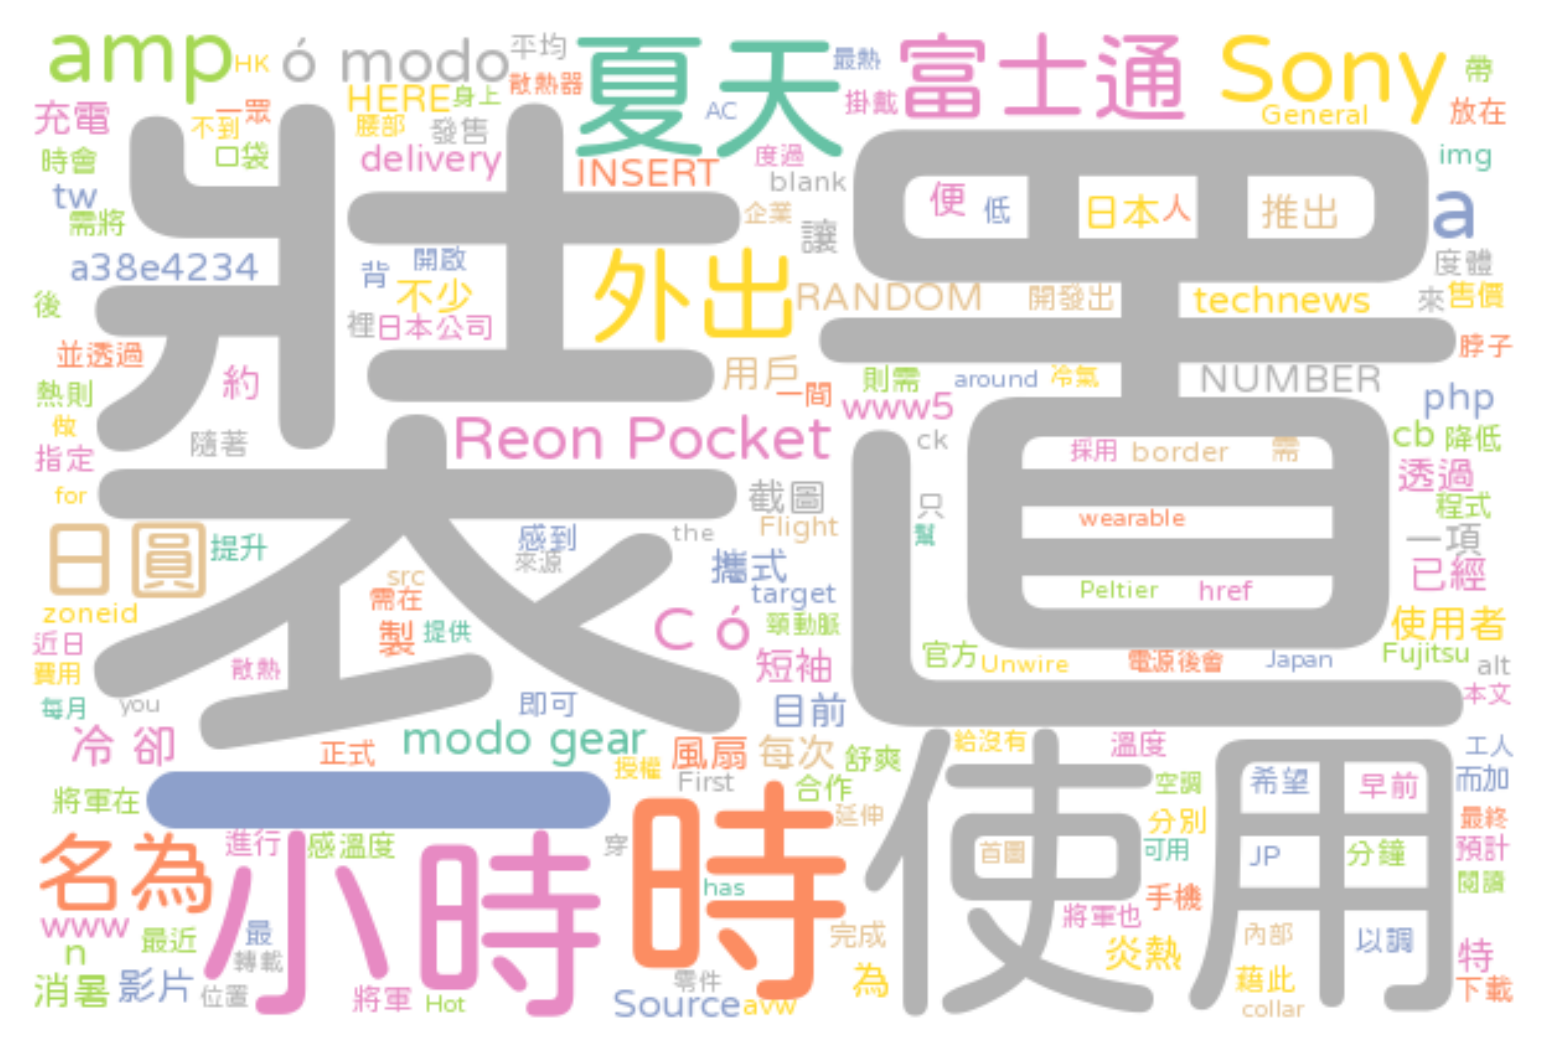 amp HK ó modo 平均 夏天 最熱 富士通 Sony 帶
充電 不到 一眾 HERE 身上 散熱器 AC 掛戴 General 放在
時會 口袋 腰部 發售 delivery INSERT 度過 blank img
tw 需將 裝置 企業 讓 便 低 日本人 推出 a
a38e4234 背 開啟 不少 外出 RANDOM 開發出 technews 度體 來 售價
後 裡 日本公司 用戶 一間 則需 around 冷氣 NUMBER 脖子
並透過 約 熱則 www5 php
做 隨著 Reon Pocket ck 採用 border 需 cb 降低
指定 for 截圖 只 透過 程式
日圓 提升 感到 來源 the Flight 幫 wearable 一項
src 需在 攜式 target Peltier href 已經
zoneid 製 提供 C ó 頸動脈 使用者
近日 費用 散熱 短袖 官方 Unwire 電源後會 Japan Fujitsu alt
每月 you 即可 目前 本文
冷卻 正式 modo gear 授權 風扇 每次 舒爽 給沒有 溫度 工人
將軍在 一 First 合作 使用 空調 希望 早前 而加
名為 進行 感溫度 穿 時 延伸 分別 最終
小時 has 首圖 可用 JP 分鐘 預計 閱讀
www n 最近 最 轉載 完成 將軍也 手機 內部 以調 特
消暑 影片 位置 將軍 Hot 零件 Source avw 為 炎熱 藉此 collar 下載